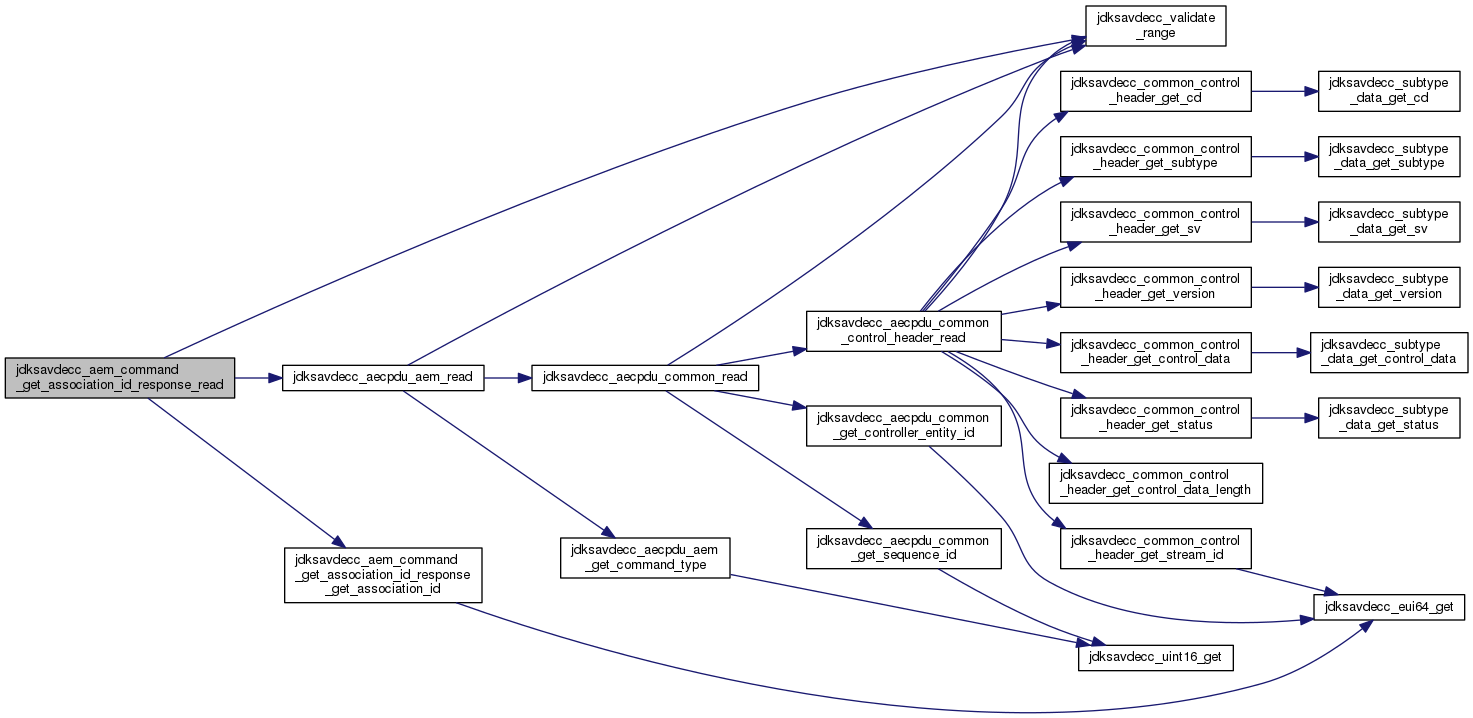 jdksavdecc_aem_command
_get_association_id_response_read
jdksavdecc_aecpdu_aem_read
jdksavdecc_aem_command
_get_association_id_response
_get_association_id
jdksavdecc_aecpdu_common_read
jdksavdecc_aecpdu_aem
_get_command_type
jdksavdecc_aecpdu_common
_control_header_read
jdksavdecc_aecpdu_common
_get_controller_entity_id
jdksavdecc_aecpdu_common
_get_sequence_id
jdksavdecc_validate
_range
jdksavdecc_common_control
_header_get_cd
jdksavdecc_common_control
_header_get_subtype
jdksavdecc_common_control
_header_get_sv
jdksavdecc_common_control
_header_get_version
jdksavdecc_common_control
_header_get_control_data
jdksavdecc_common_control
_header_get_status
jdksavdecc_common_control
_header_get_control_data_length
jdksavdecc_common_control
_header_get_stream_id
jdksavdecc_uint16_get
jdksavdecc_subtype
_data_get_cd
jdksavdecc_subtype
_data_get_subtype
jdksavdecc_subtype
_data_get_sv
jdksavdecc_subtype
_data_get_version
jdksavdecc_subtype
_data_get_control_data
jdksavdecc_subtype
_data_get_status
jdksavdecc_eui64_get